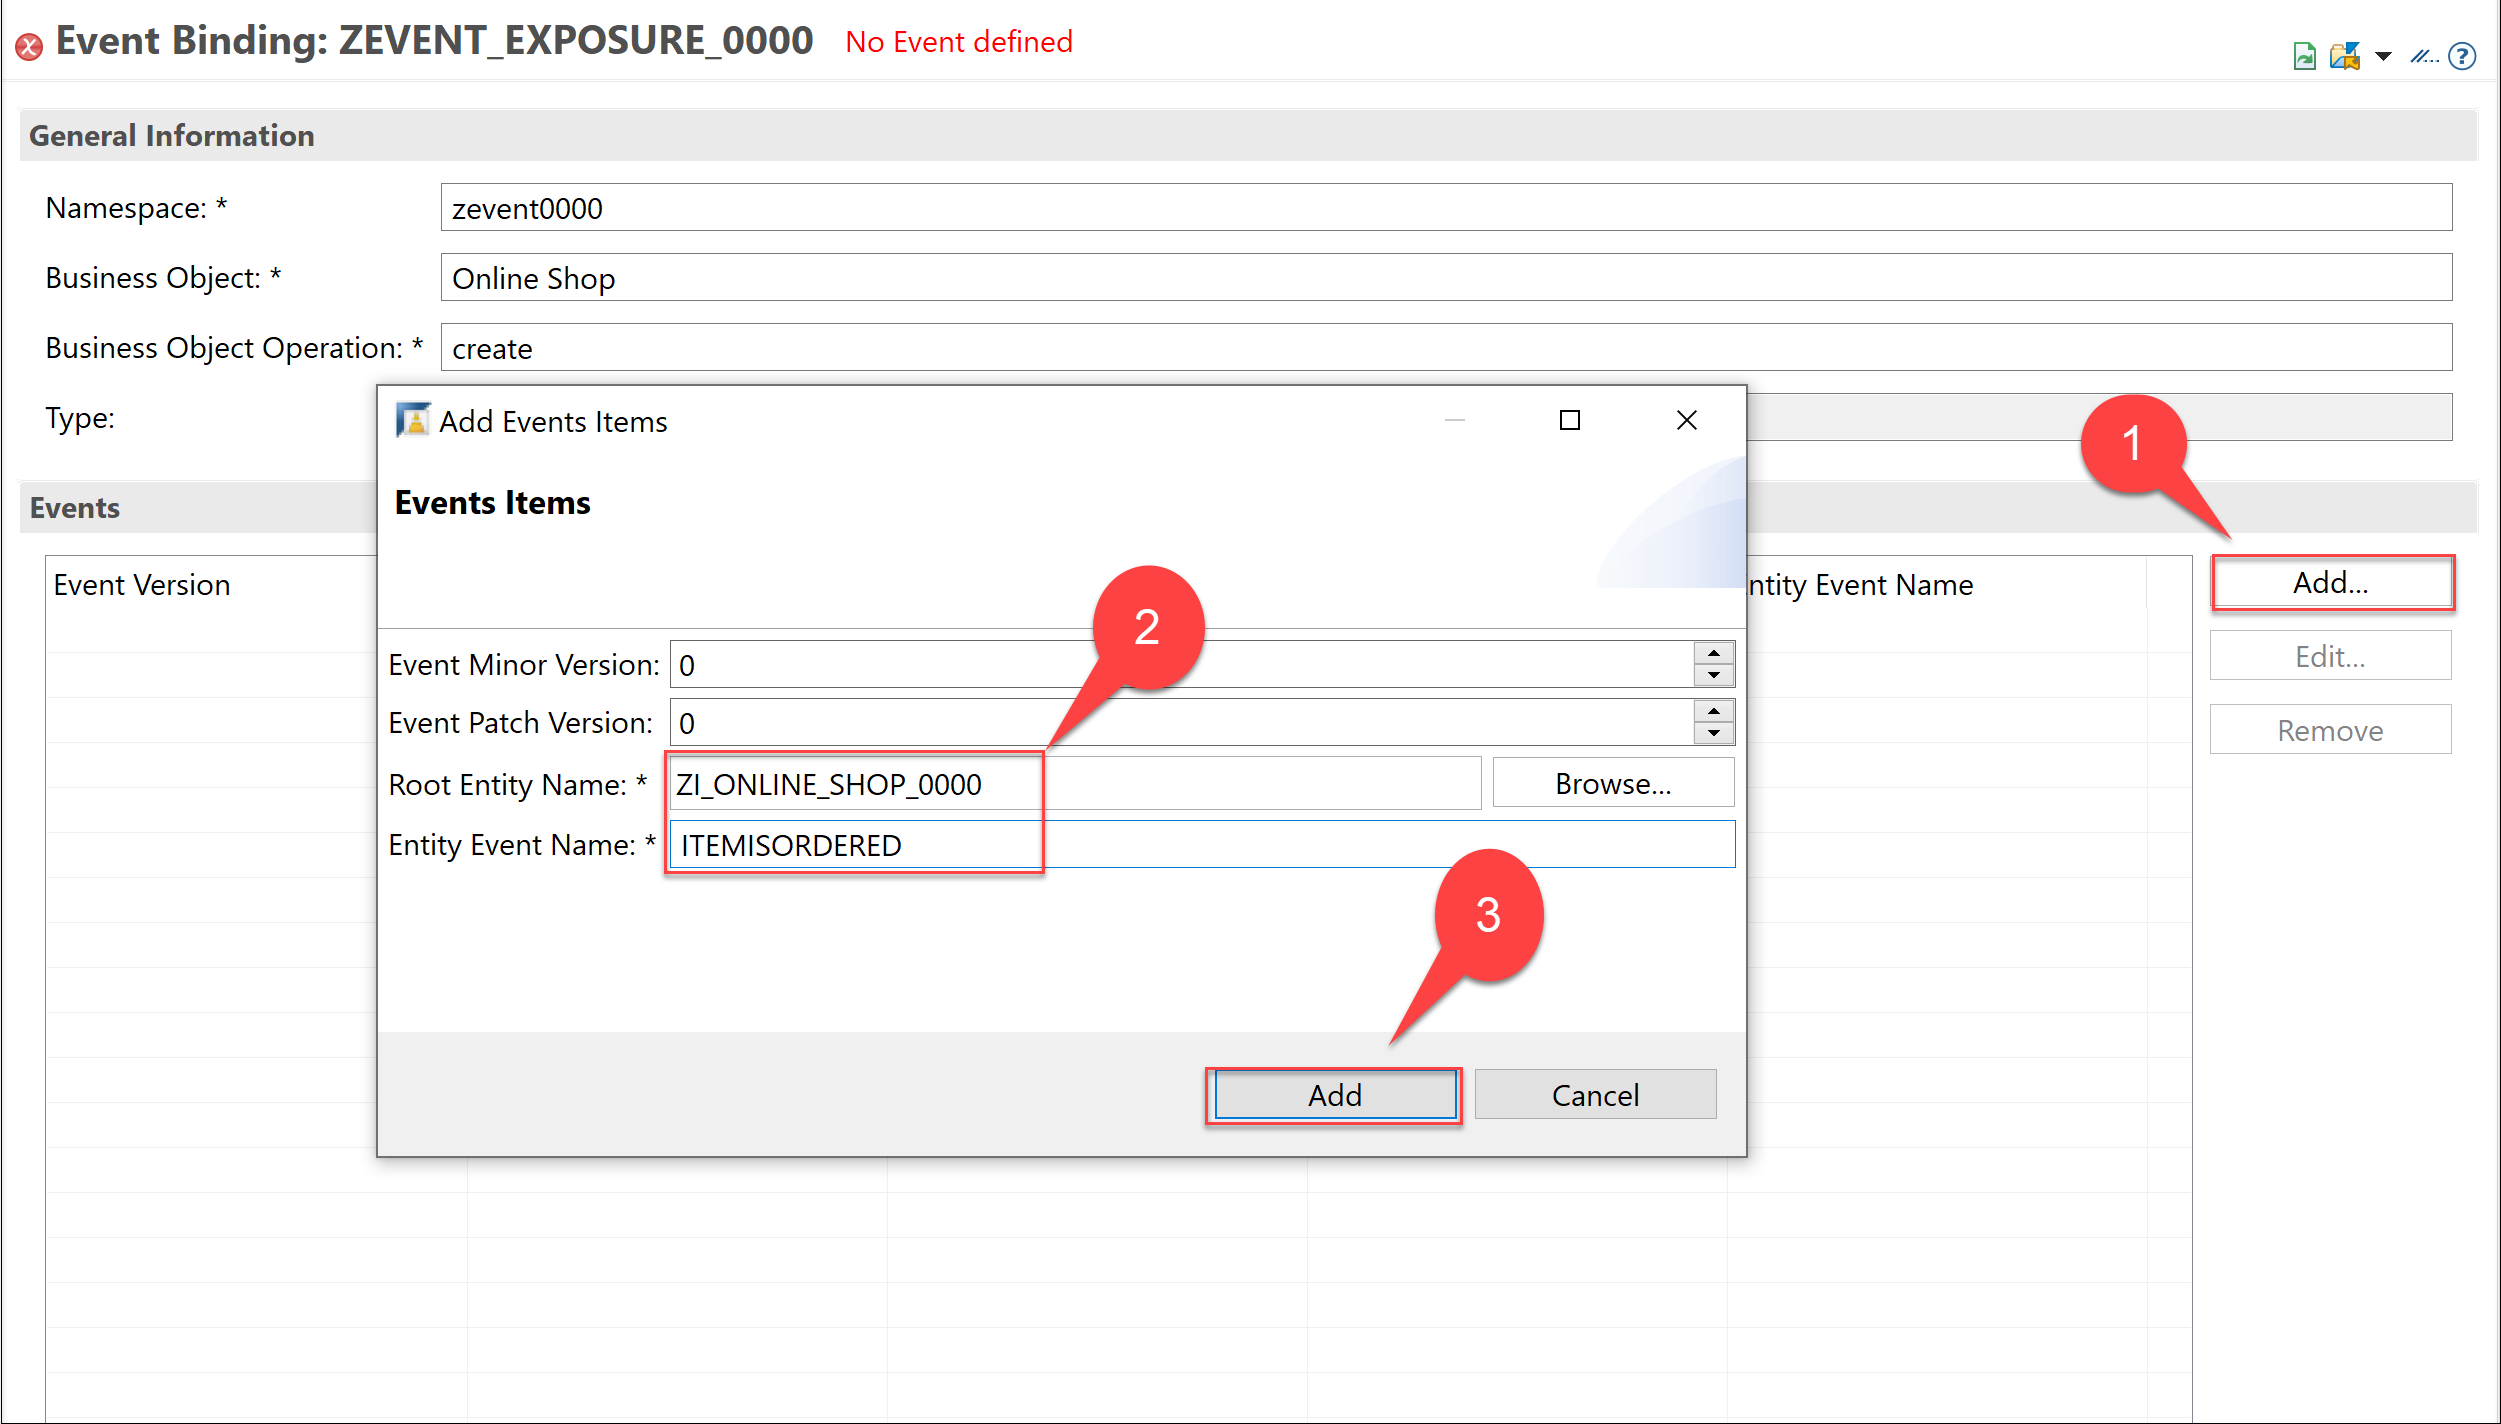 Event Binding: ZEVENT_EXPOSURE_0000 No Event defined
General Information
Namespace: * zevent0000
Business Object: * Online Shop
Business Object Operation: * create
Type:
1
Add Events Items
Events Items
Events
Event Version
ntity Event Name
Add...
Edit...
Remove
2
Event Minor Version: 0
Event Patch Version: 0
Root Entity Name: * ZI_ONLINE_SHOP_0000 Browse...
Entity Event Name: * ITEMISORDERED
3
Add Cancel